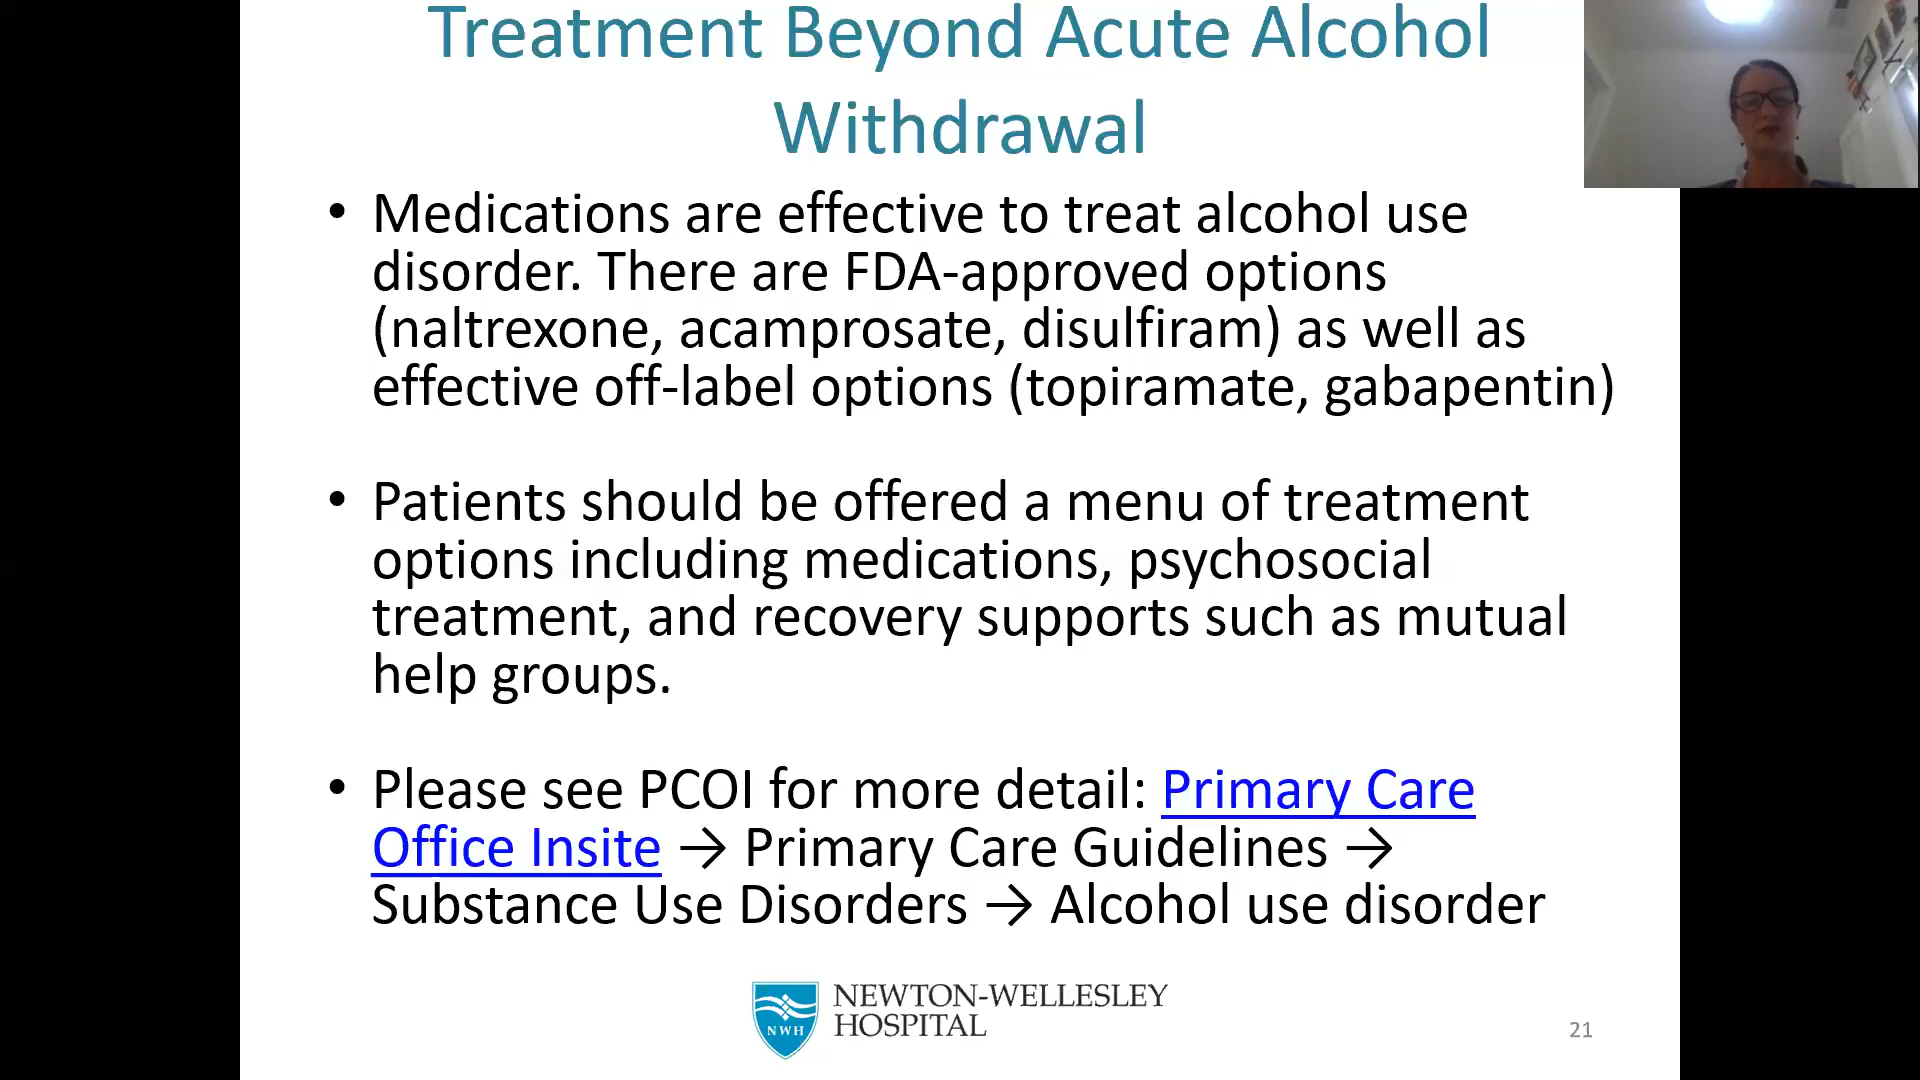 Treatment Beyond Acute Alcohol
Withdrawal
• Medications are effective to treat alcohol use
disorder. There are FDA-approved options
(naltrexone, acamprosate, disulfiram) as well as
effective off-label options (topiramate, gabapentin)
• Patients should be offered a menu of treatment
options including medications, psychosocial
treatment, and recovery supports such as mutual
help groups.
• Please see PCOI for more detail: Primary Care
Office Insite → Primary Care Guidelines →
Substance Use Disorders → Alcohol use disorder
NWH
NEWTON-WELLESLEY
HOSPITAL
21